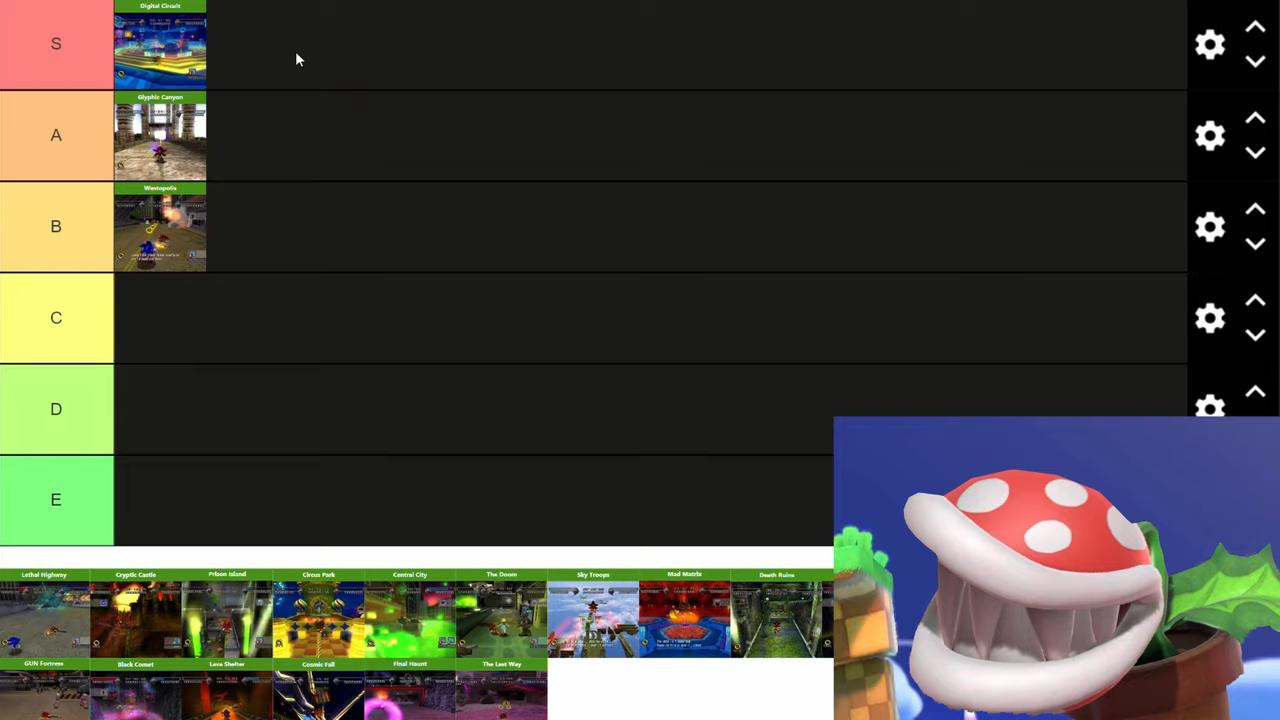 Digital Circuit
S
Glyphic Canyon
A
Westopolis
B
C
D
E
Lethal Highway
Cryptic Castle
Prison Island
Circus Park
Central City
The Doom
Sky Troops
Mad Matrix
Death Ruins
GUN Fortress
Black Comet
Lava Shelter
Cosmic Fall
Final Haunt
The Last Way